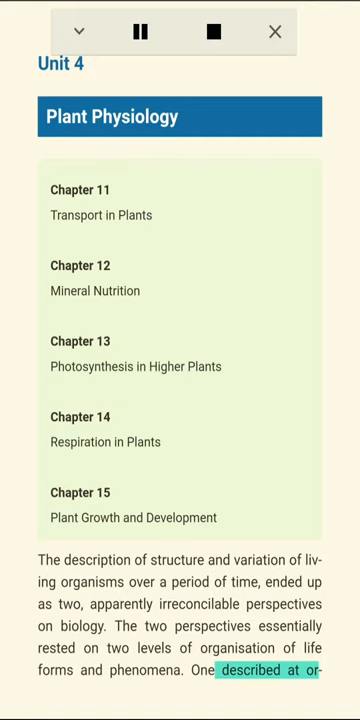 Unit 4
Plant Physiology
Chapter 11
Transport in Plants
Chapter 12
Mineral Nutrition
Chapter 13
Photosynthesis in Higher Plants
Chapter 14
Respiration in Plants
Chapter 15
Plant Growth and Development
The description of structure and variation of liv-
ing organisms over a period of time, ended up
as two, apparently irreconcilable perspectives
on biology. The two perspectives essentially
rested on two levels of organisation of life
forms and phenomena. One described at or-